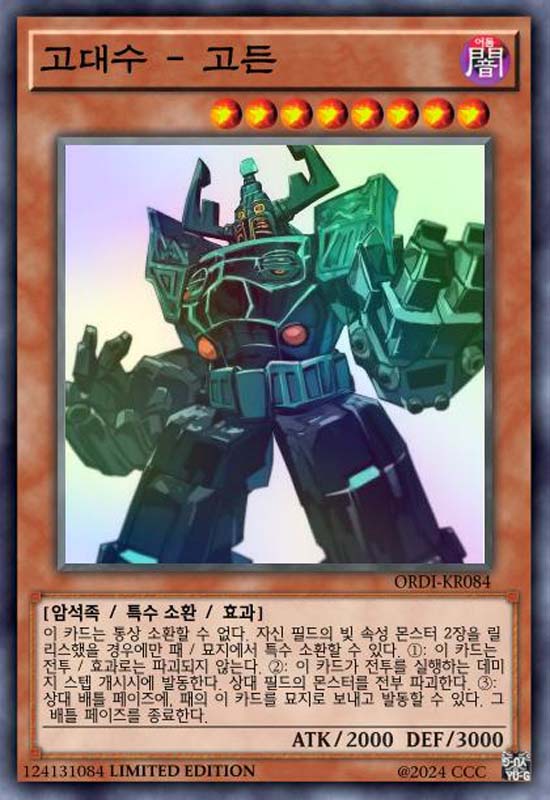 고대수 - 고든
어둠
闇
ORDI-KR084
[암석족 / 특수 소환 / 효과]
이 카드는 통상 소환할 수 없다. 자신 필드의 빛 속성 몬스터 2장을 릴
리스했을 경우에만 패 / 묘지에서 특수 소환할 수 있다. ①: 이 카드는
전투 / 효과로는 파괴되지 않는다. ②: 이 카드가 전투를 실행하는 데미
지 스텝 개시시에 발동한다. 상대 필드의 몬스터를 전부 파괴한다. ③:
상대 배틀 페이즈에, 패의 이 카드를 묘지로 보내고 발동할 수 있다. 그
배틀 페이즈를 종료한다.
ATK/2000 DEF/3000
124131084 LIMITED EDITION
@2024 CCC